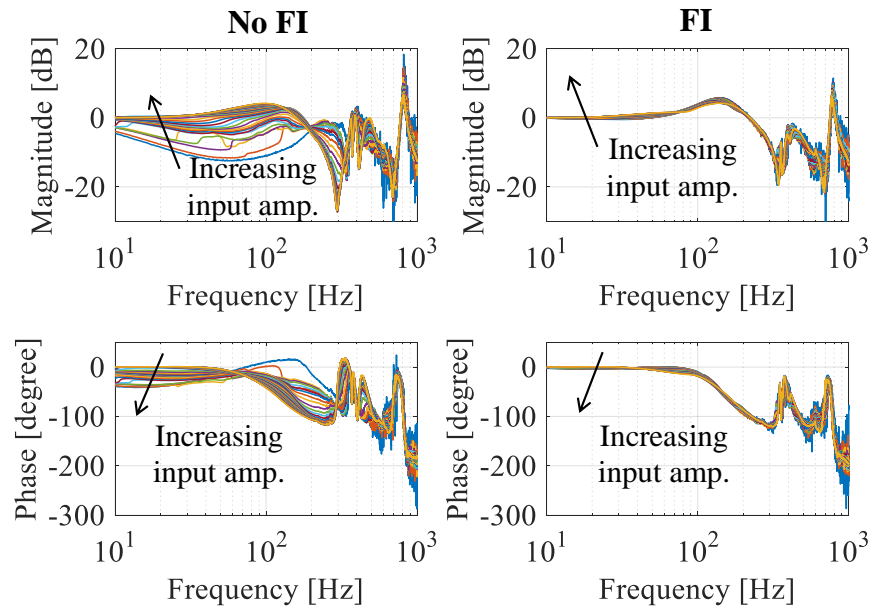 No FI
FI
Magnitude [dB]
20
0
-20
Increasing
input amp.
10^1
10^2
10^3
Frequency [Hz]
Magnitude [dB]
20
0
-20
Increasing
input amp.
10^1
10^2
10^3
Frequency [Hz]
Phase [degree]
0
-100
-200
-300
Increasing
input amp.
10^1
10^2
10^3
Frequency [Hz]
Phase [degree]
0
-100
-200
-300
Increasing
input amp.
10^1
10^2
10^3
Frequency [Hz]